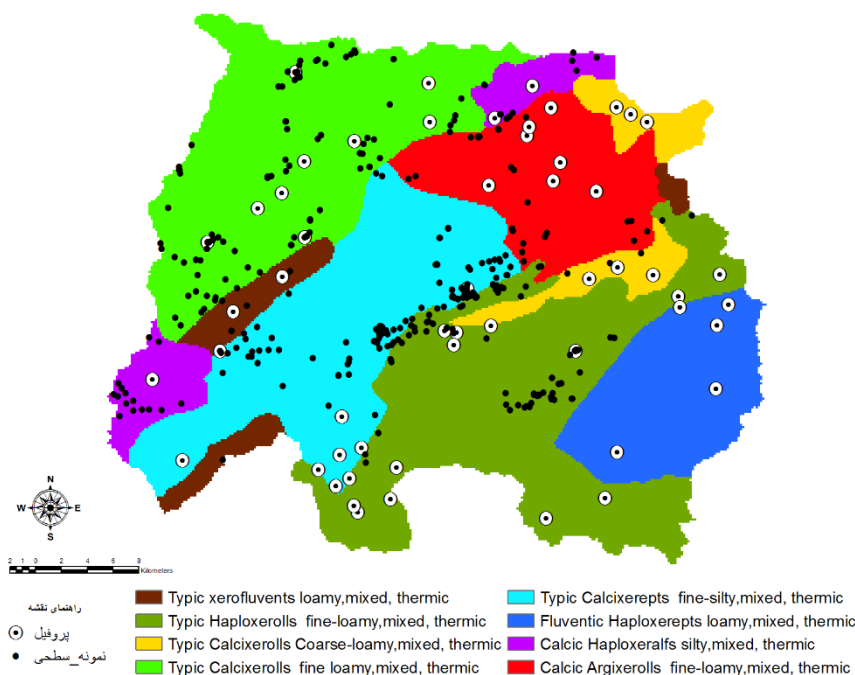 N
W E
S
2 1 0 2 4 6 8
Kilometers
راهنمای نقشه
پروفیل
نمونه_سطحی
Typic xerofluvents loamy,mixed, thermic
Typic Haploxerolls fine-loamy,mixed, thermic
Typic Calcixerolls Coarse-loamy,mixed, thermic
Typic Calcixerolls fine loamy,mixed, thermic
Typic Calcixerepts fine-silty,mixed, thermic
Fluventic Haploxerepts loamy,mixed, thermic
Calcic Haploxeralfs silty,mixed, thermic
Calcic Argixerolls fine-loamy,mixed, thermic